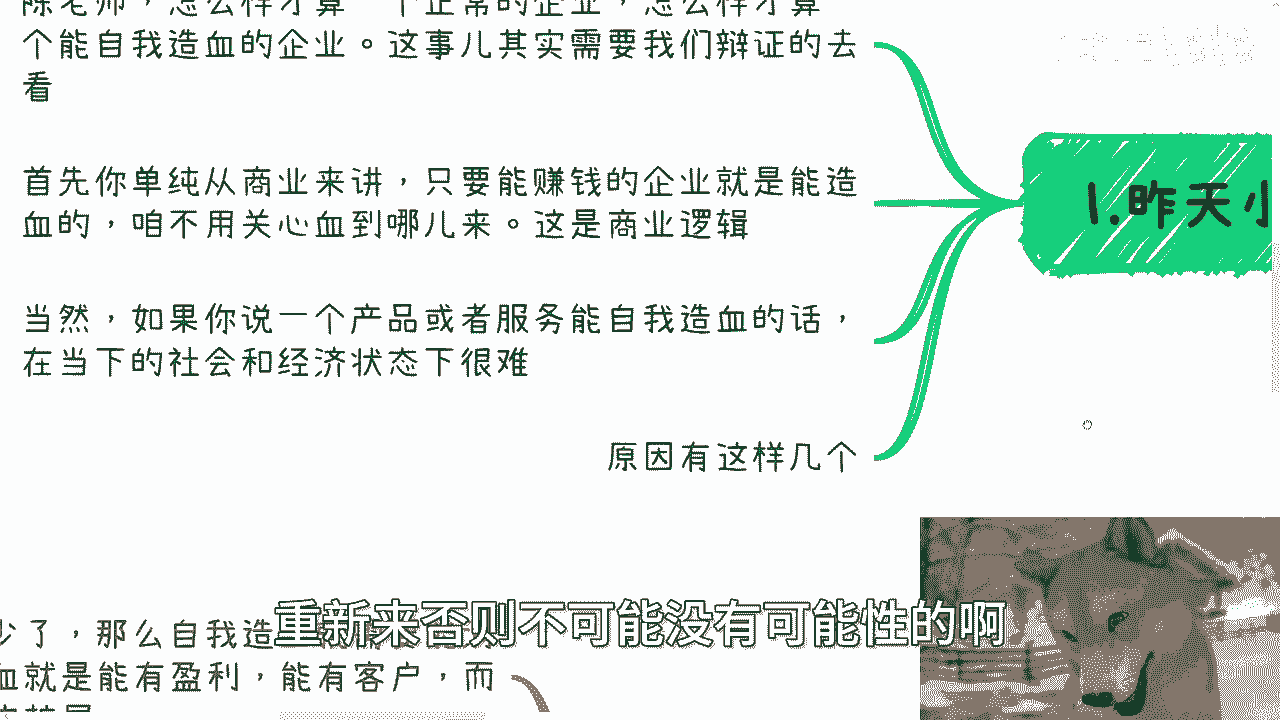 陈老师，怎么样才算一个正常的企业，怎么样才算一
个能自我造血的企业。这事儿其实需要我们辩证的去
看
首先你单纯从商业来讲，只要能赚钱的企业就是能造
血的，咱不用关心血到哪儿来。这是商业逻辑
当然，如果你说一个产品或者服务能自我造血的话，
在当下的社会和经济状态下很难
原因有这样几个
1.昨天小
少了，那么自我造
血就是能有盈利，能有客户，而
重新来否则不可能没有可能性的啊